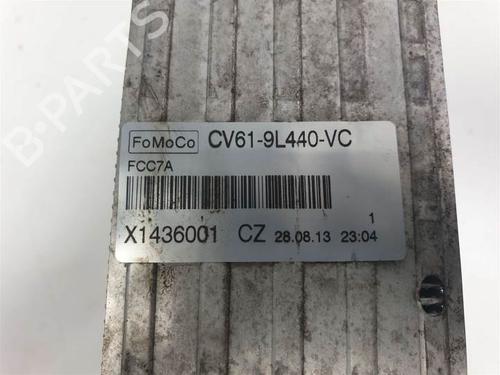 FoMoCo CV61-9L440-VC
FCC7A
1
X1436001 CZ 28.08.13 23:04
B-PARTS